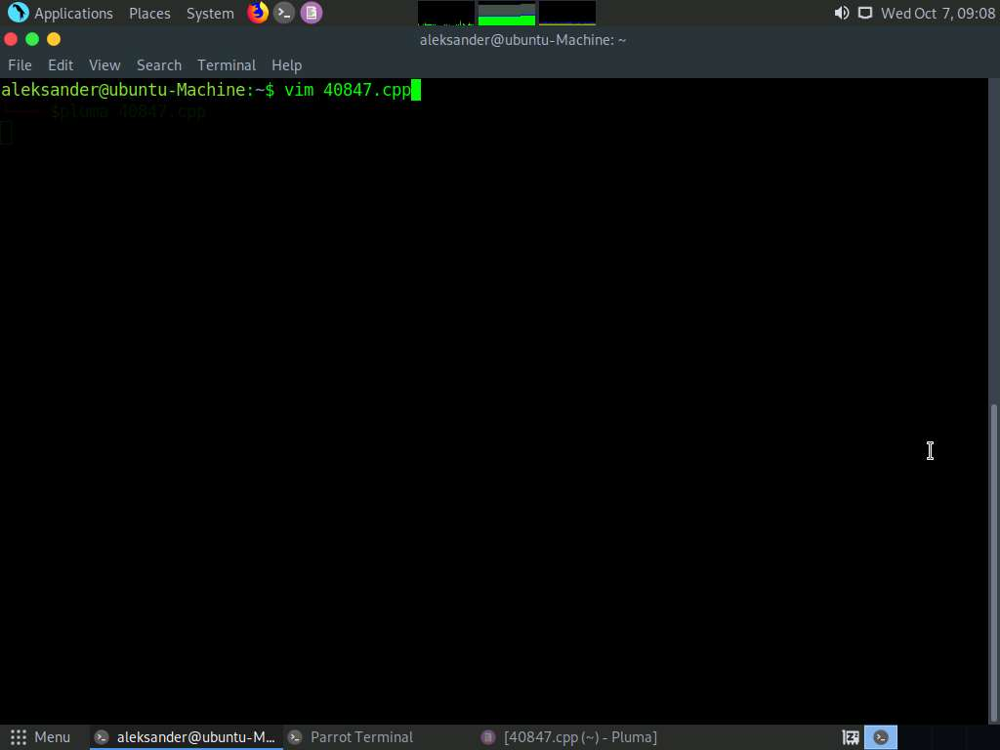 Applications Places System Wed Oct 7, 09:08
aleksander@ubuntu-Machine: ~
File Edit View Search Terminal Help
aleksander@ubuntu-Machine:~$ vim 40847.cpp
$pluma 40847.cpp
Menu aleksander@ubuntu-M... Parrot Terminal [40847.cpp (~) - Pluma]